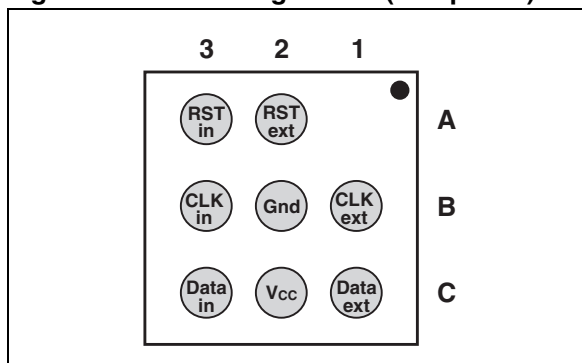 3 2 1
RST in RST ext A
CLK in Gnd CLK ext B
Data in Vcc Data ext C